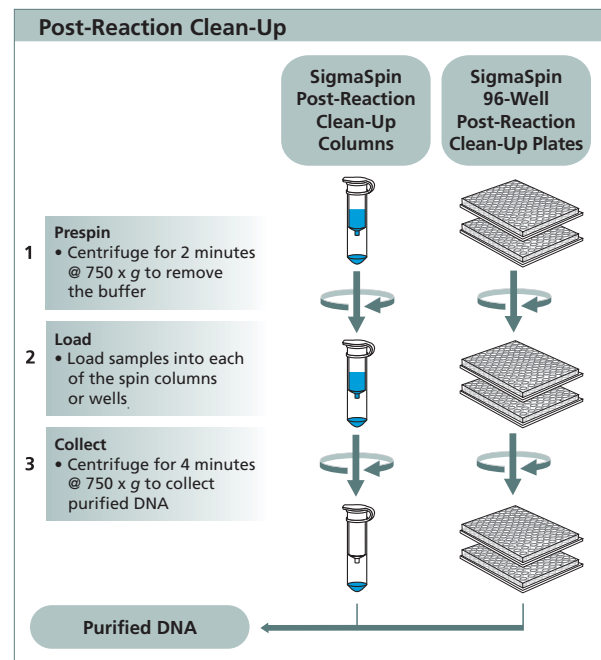 Post-Reaction Clean-Up
SigmaSpin
Post-Reaction
Clean-Up
Columns
SigmaSpin
96-Well
Post-Reaction
Clean-Up Plates
1
Prespin
• Centrifuge for 2 minutes
@ 750 x g to remove
the buffer
2
Load
• Load samples into each
of the spin columns
or wells.
3
Collect
• Centrifuge for 4 minutes
@ 750 x g to collect
purified DNA
Purified DNA